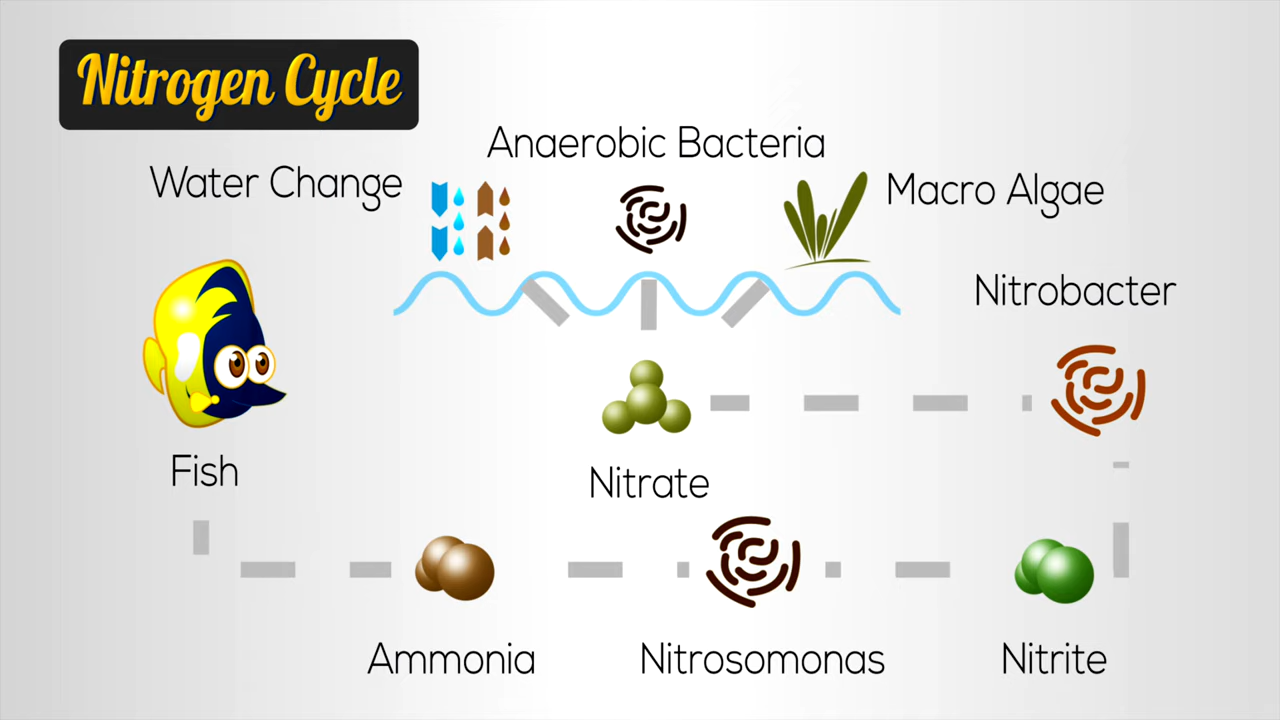 Nitrogen Cycle
Anaerobic Bacteria
Water Change
Macro Algae
Nitrobacter
Fish
Nitrate
Ammonia
Nitrosomonas
Nitrite